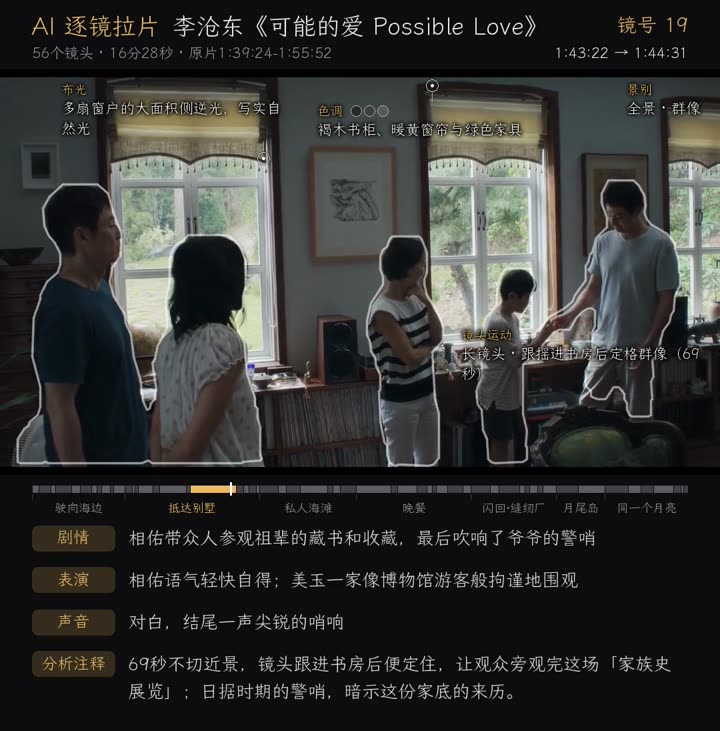 AI 逐镜拉片 李沧东《可能的爱 Possible Love》 镜号 19
56个镜头·16分28秒·原片1:39:24-1:55:52 1:43:22 → 1:44:31
布光
多扇窗户的大面积侧逆光，写实自
然光
色调
褐木书柜、暖黄窗帘与绿色家具
景别
全景·群像
镜头运动
长镜头·跟摇进书房后定格群像（69
秒）
驶向海边 抵达别墅 私人海滩 晚餐 闪回·缝纫厂 月尾岛 同一个月亮
剧情 相佑带众人参观祖辈的藏书和收藏，最后吹响了爷爷的警哨
表演 相佑语气轻快自得；美玉一家像博物馆游客般拘谨地围观
声音 对白，结尾一声尖锐的哨响
分析注释 69秒不切近景，镜头跟进书房后便定住，让观众旁观完这场「家族史
展览」；日据时期的警哨，暗示这份家底的来历。